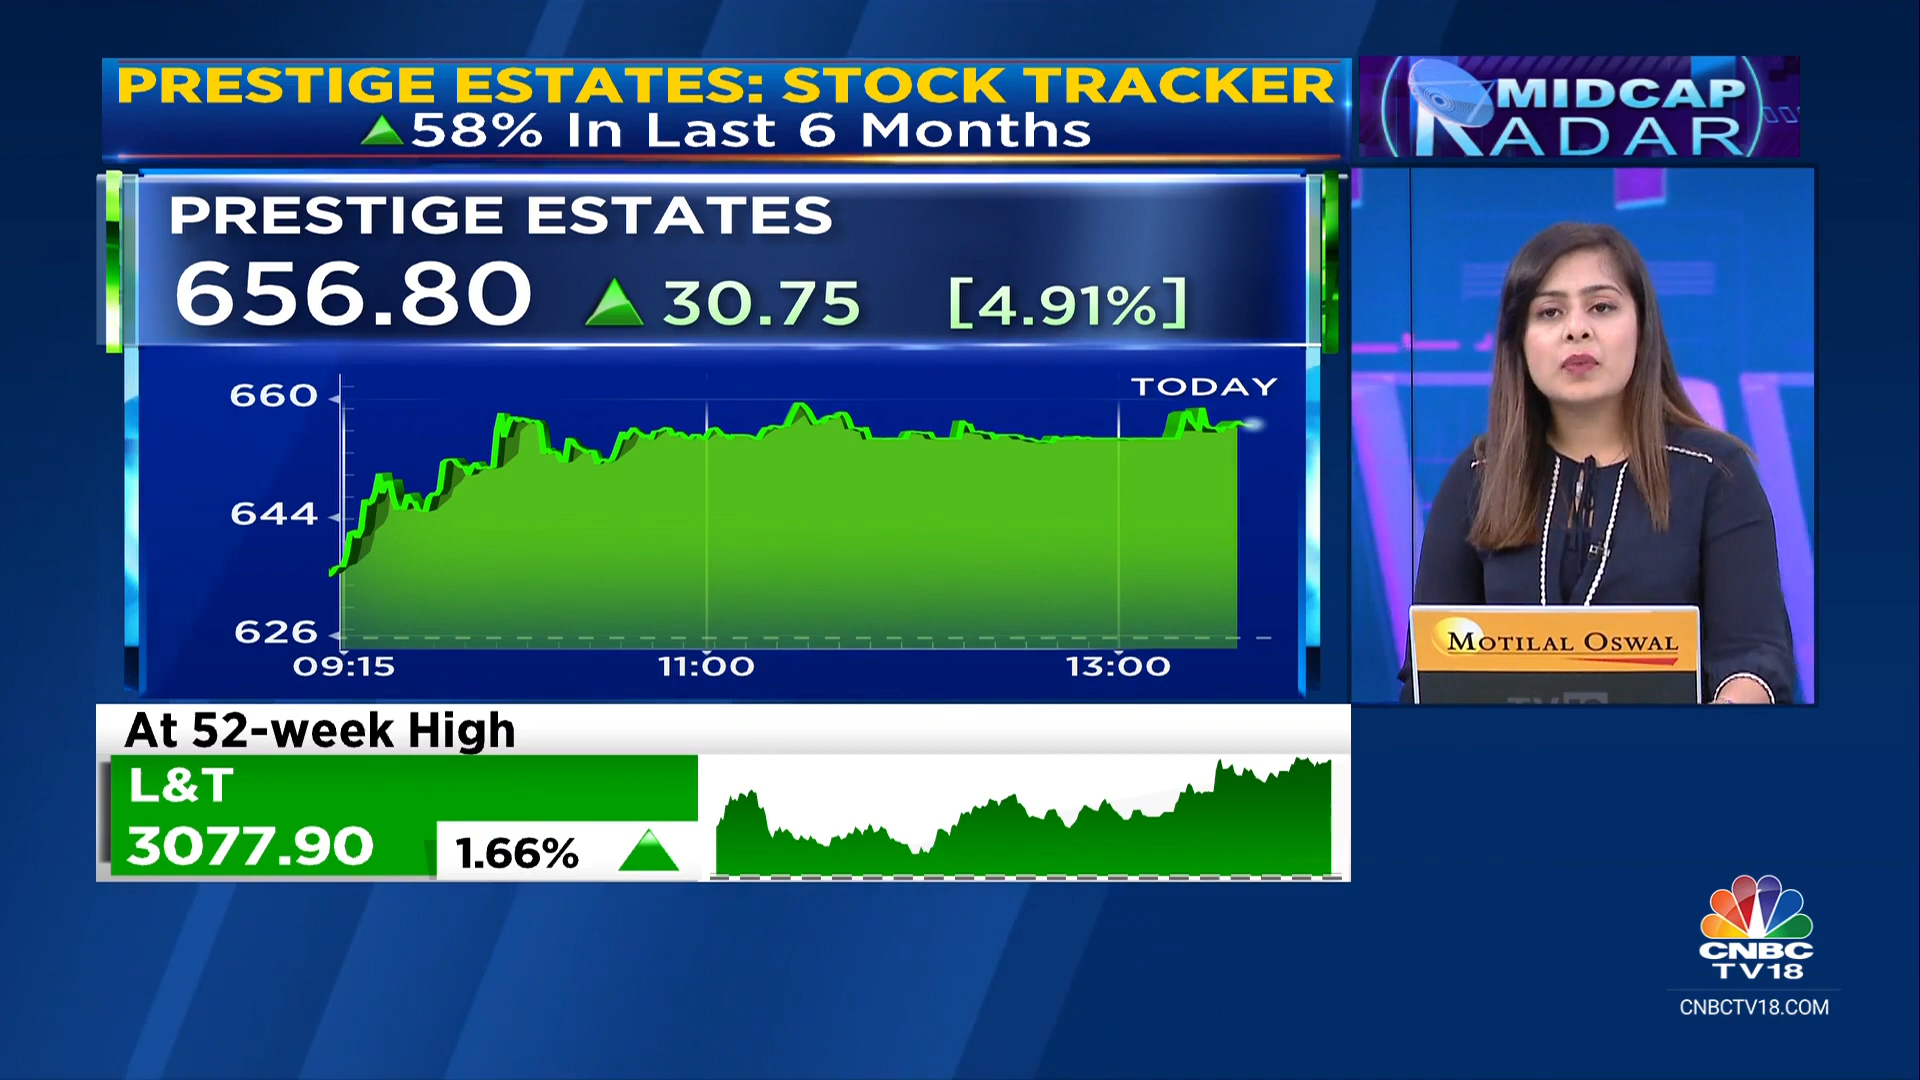 PRESTIGE ESTATES: STOCK TRACKER
58% In Last 6 Months
MIDCAP
RADAR
PRESTIGE ESTATES
656.80 30.75 [4.91%]
TODAY
660
644
626
09:15 11:00 13:00
MOTILAL OSWAL
TV18
At 52-week High
L&T
3077.90 1.66%
CNBC
TV18
CNBCTV18.COM